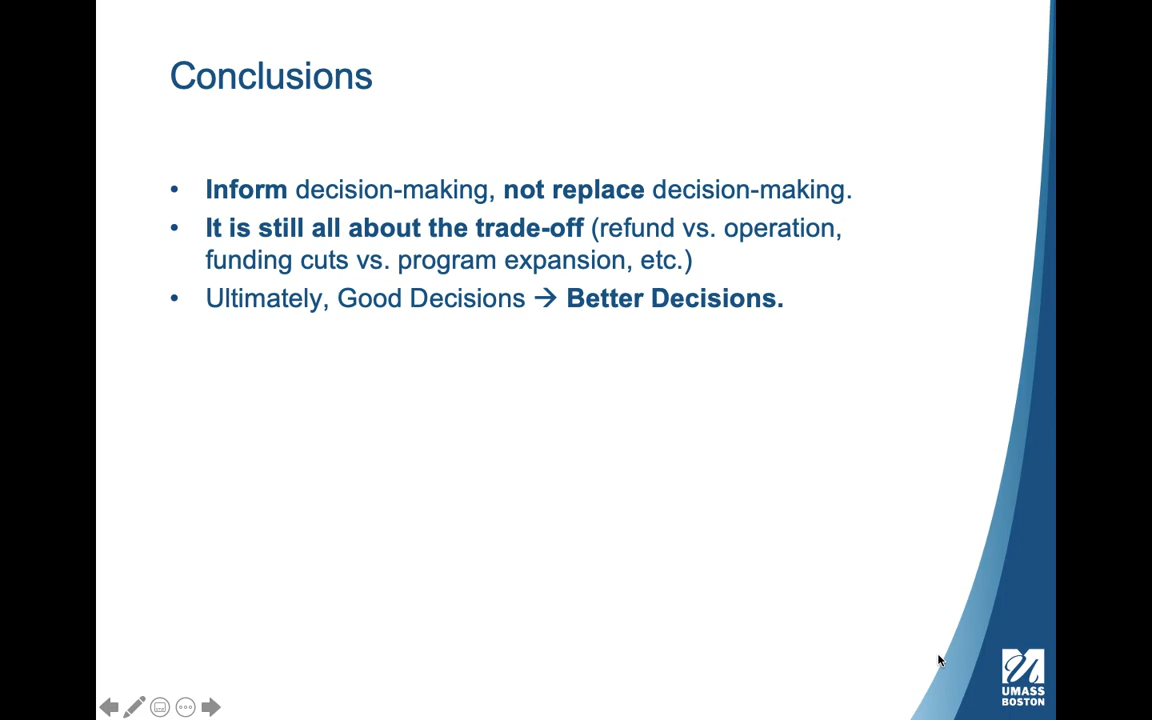 Conclusions
• Inform decision-making, not replace decision-making.
• It is still all about the trade-off (refund vs. operation,
funding cuts vs. program expansion, etc.)
• Ultimately, Good Decisions → Better Decisions.
UMASS
BOSTON